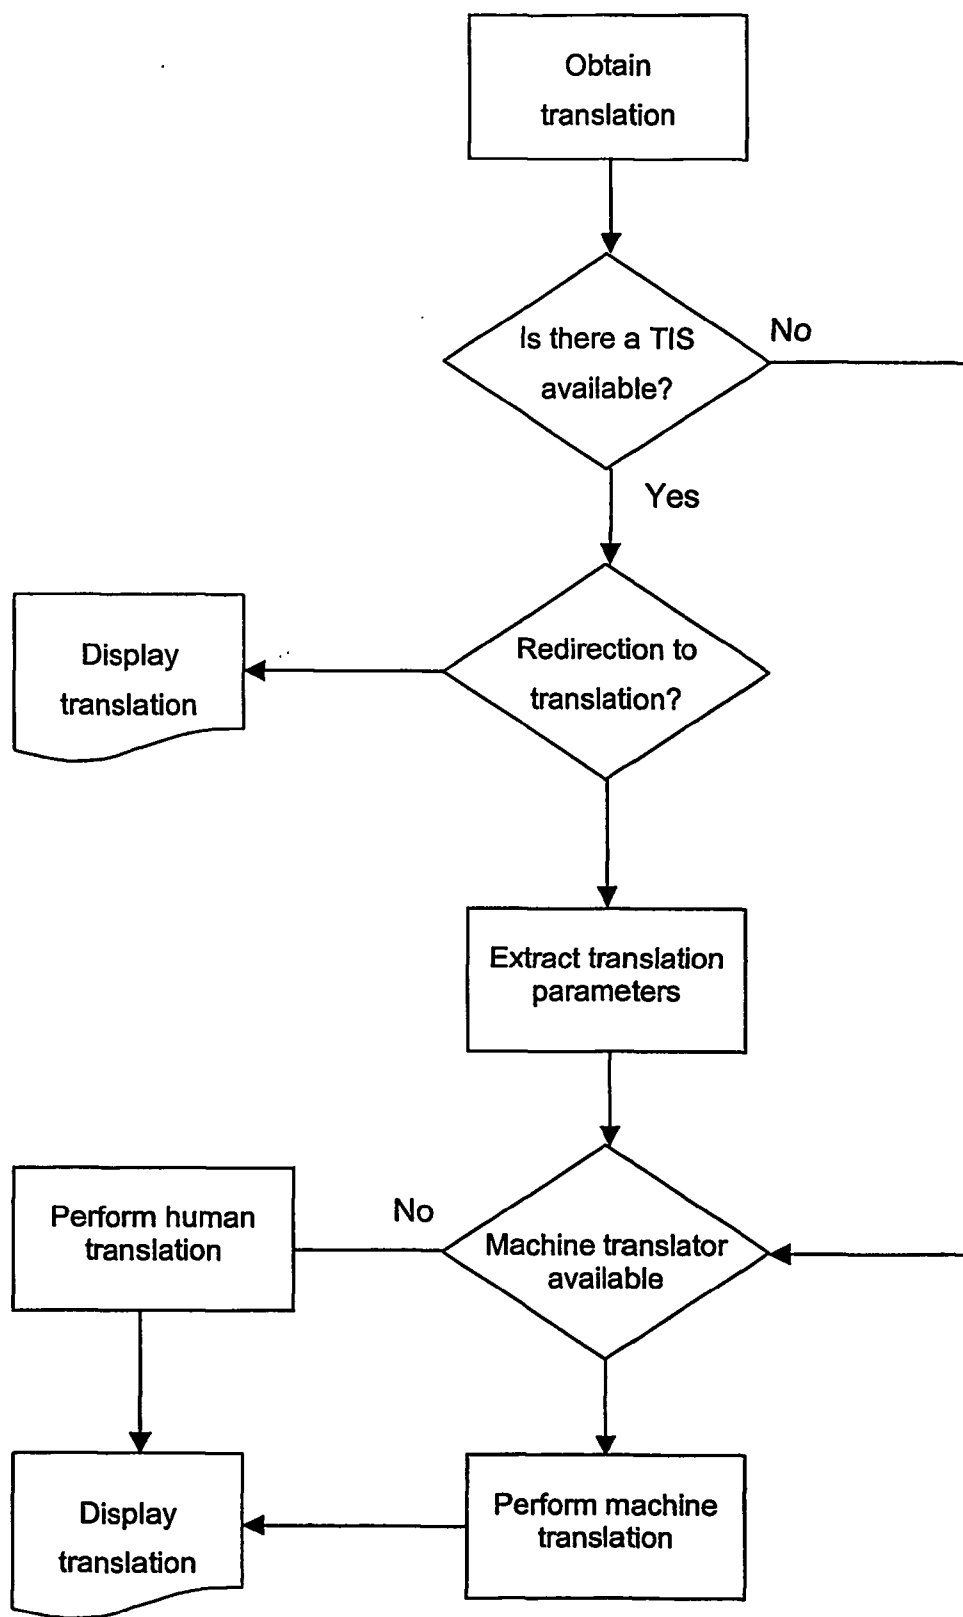 Obtain
translation
Is there a TIS
available?
No
Yes
Redirection to
translation?
Display
translation
Extract translation
parameters
Machine translator
available
No
Perform human
translation
Perform machine
translation
Display
translation